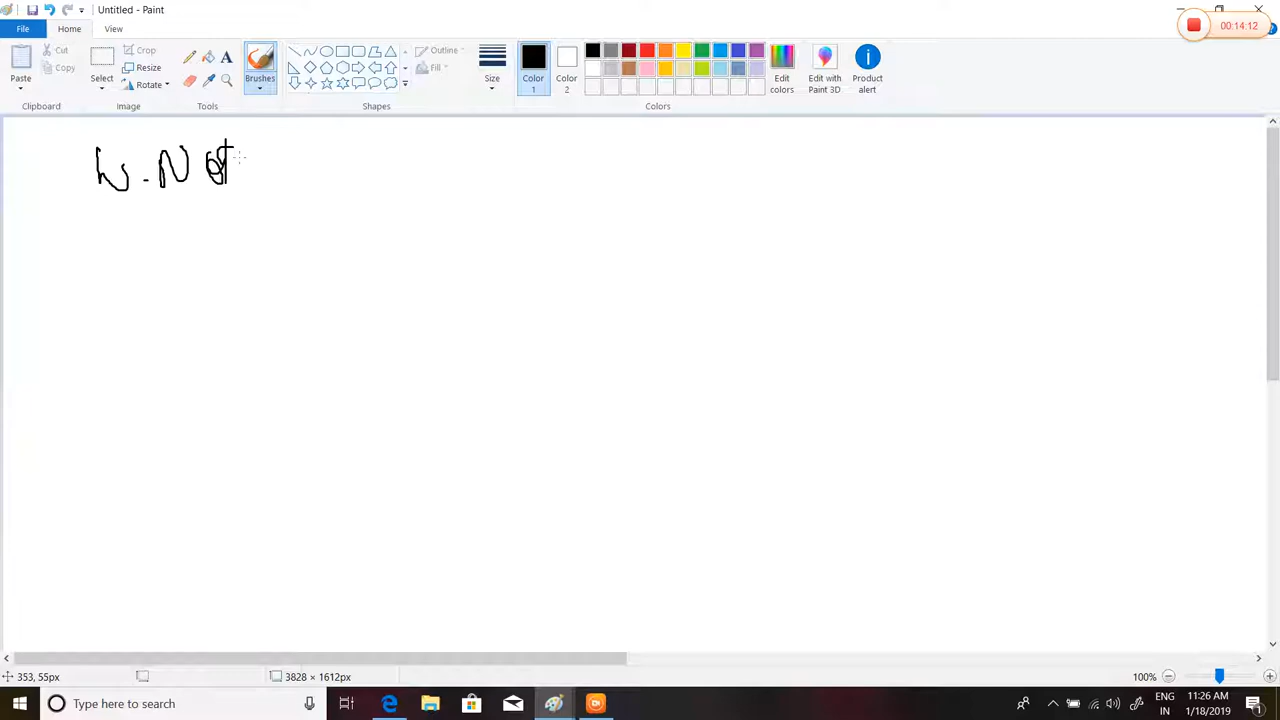 Untitled - Paint
00:14:12
File Home View
Cut
Copy
Paste
Clipboard
Select
Crop
Resize
Rotate
Image
A
Tools
Brushes
Outline
Fill
Shapes
Size
Color 1
Color 2
Edit colors
Colors
Edit with Paint 3D
Product alert
353, 55px
3828 × 1612px
100%
Type here to search
ENG
IN
11:26 AM
1/18/2019
1